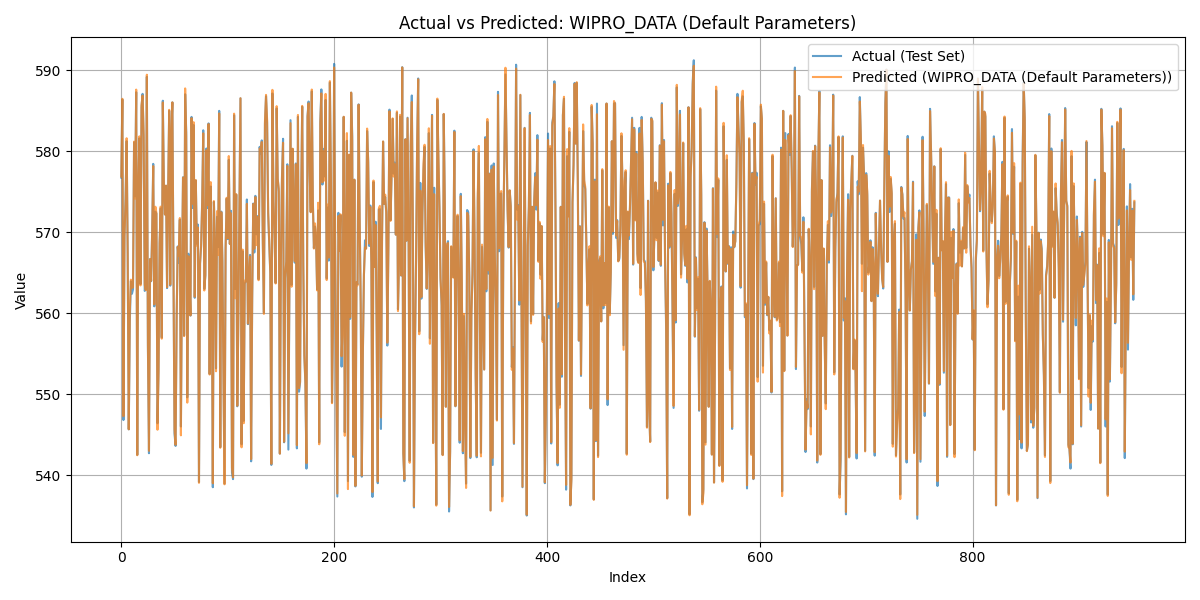 Actual vs Predicted: WIPRO_DATA (Default Parameters)
Actual (Test Set)
Predicted (WIPRO_DATA (Default Parameters))
590
580
570
560
550
540
Value
0 200 400 600 800
Index